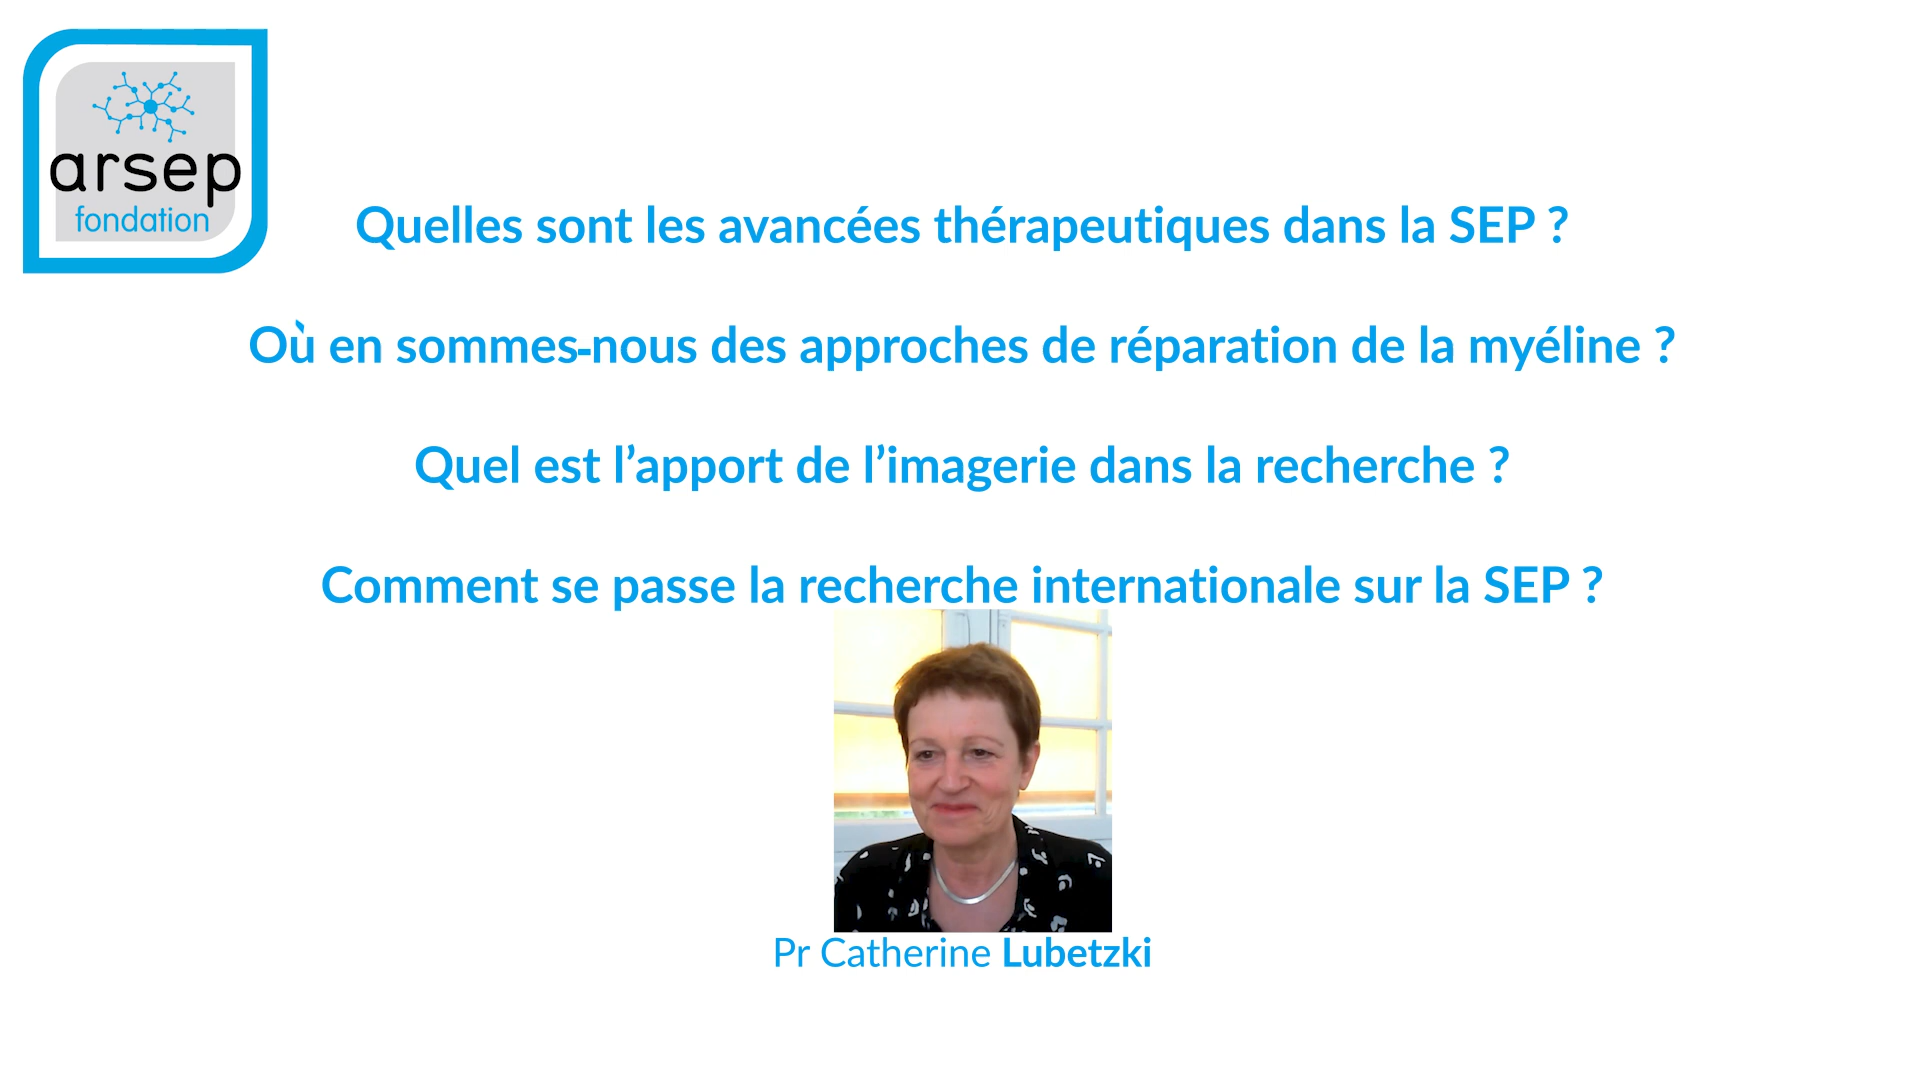 arsep
fondation
Quelles sont les avancées thérapeutiques dans la SEP ?
Où en sommes-nous des approches de réparation de la myéline ?
Quel est l’apport de l’imagerie dans la recherche ?
Comment se passe la recherche internationale sur la SEP ?
Pr Catherine Lubetzki